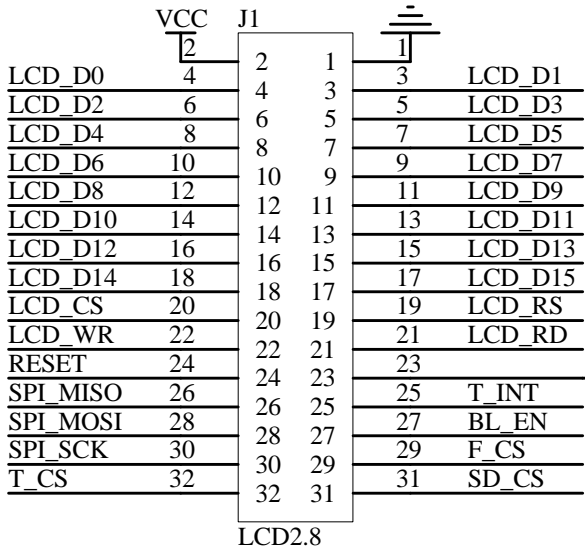 VCC J1
2 2 1 1
LCD_D0 4 4 3 3 LCD_D1
LCD_D2 6 6 5 5 LCD_D3
LCD_D4 8 8 7 7 LCD_D5
LCD_D6 10 10 9 9 LCD_D7
LCD_D8 12 12 11 11 LCD_D9
LCD_D10 14 14 13 13 LCD_D11
LCD_D12 16 16 15 15 LCD_D13
LCD_D14 18 18 17 17 LCD_D15
LCD_CS 20 20 19 19 LCD_RS
LCD_WR 22 22 21 21 LCD_RD
RESET 24 24 23 23
SPI_MISO 26 26 25 25 T_INT
SPI_MOSI 28 28 27 27 BL_EN
SPI_SCK 30 30 29 29 F_CS
T_CS 32 32 31 31 SD_CS
LCD2.8